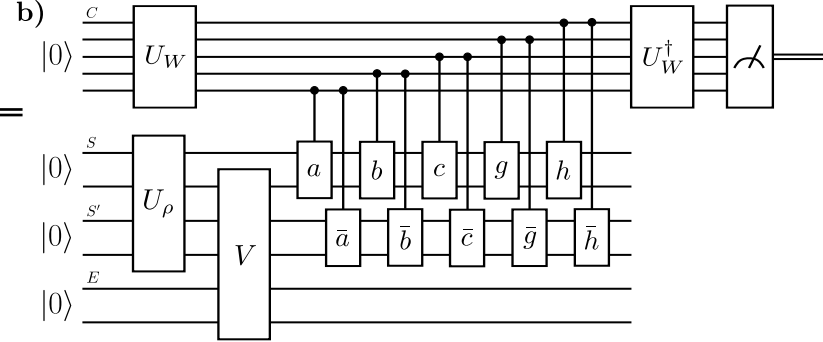 b)
C
|0⟩ U_W U_W^†
S
|0⟩ a b c g h
U_ρ
S′
|0⟩ V ā b̄ c̄ ḡ h̄
E
|0⟩